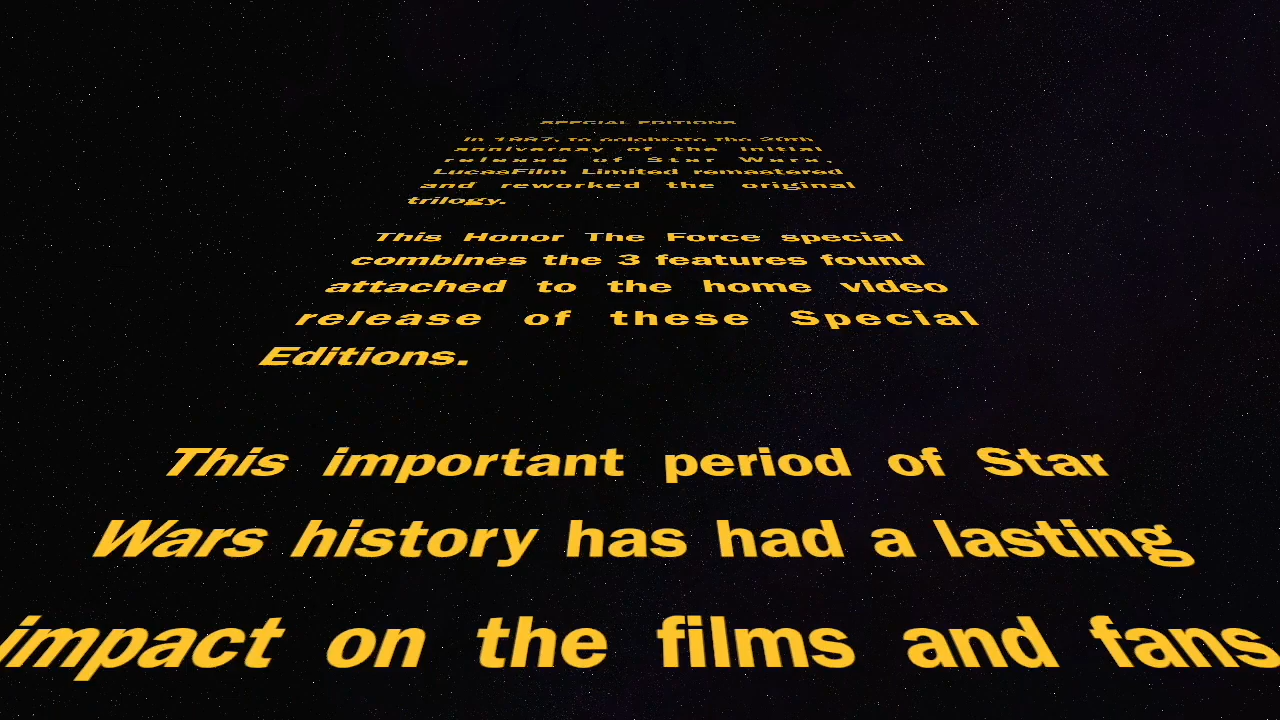 SPECIAL EDITIONS
In 1997, to celebrate the 20th
anniversay of the initial
release of Star Wars,
LucasFilm Limited remastered
and reworked the original
trilogy.
This Honor The Force special
combines the 3 features found
attached to the home video
release of these Special
Editions.
This important period of Star
Wars history has had a lasting
impact on the films and fans